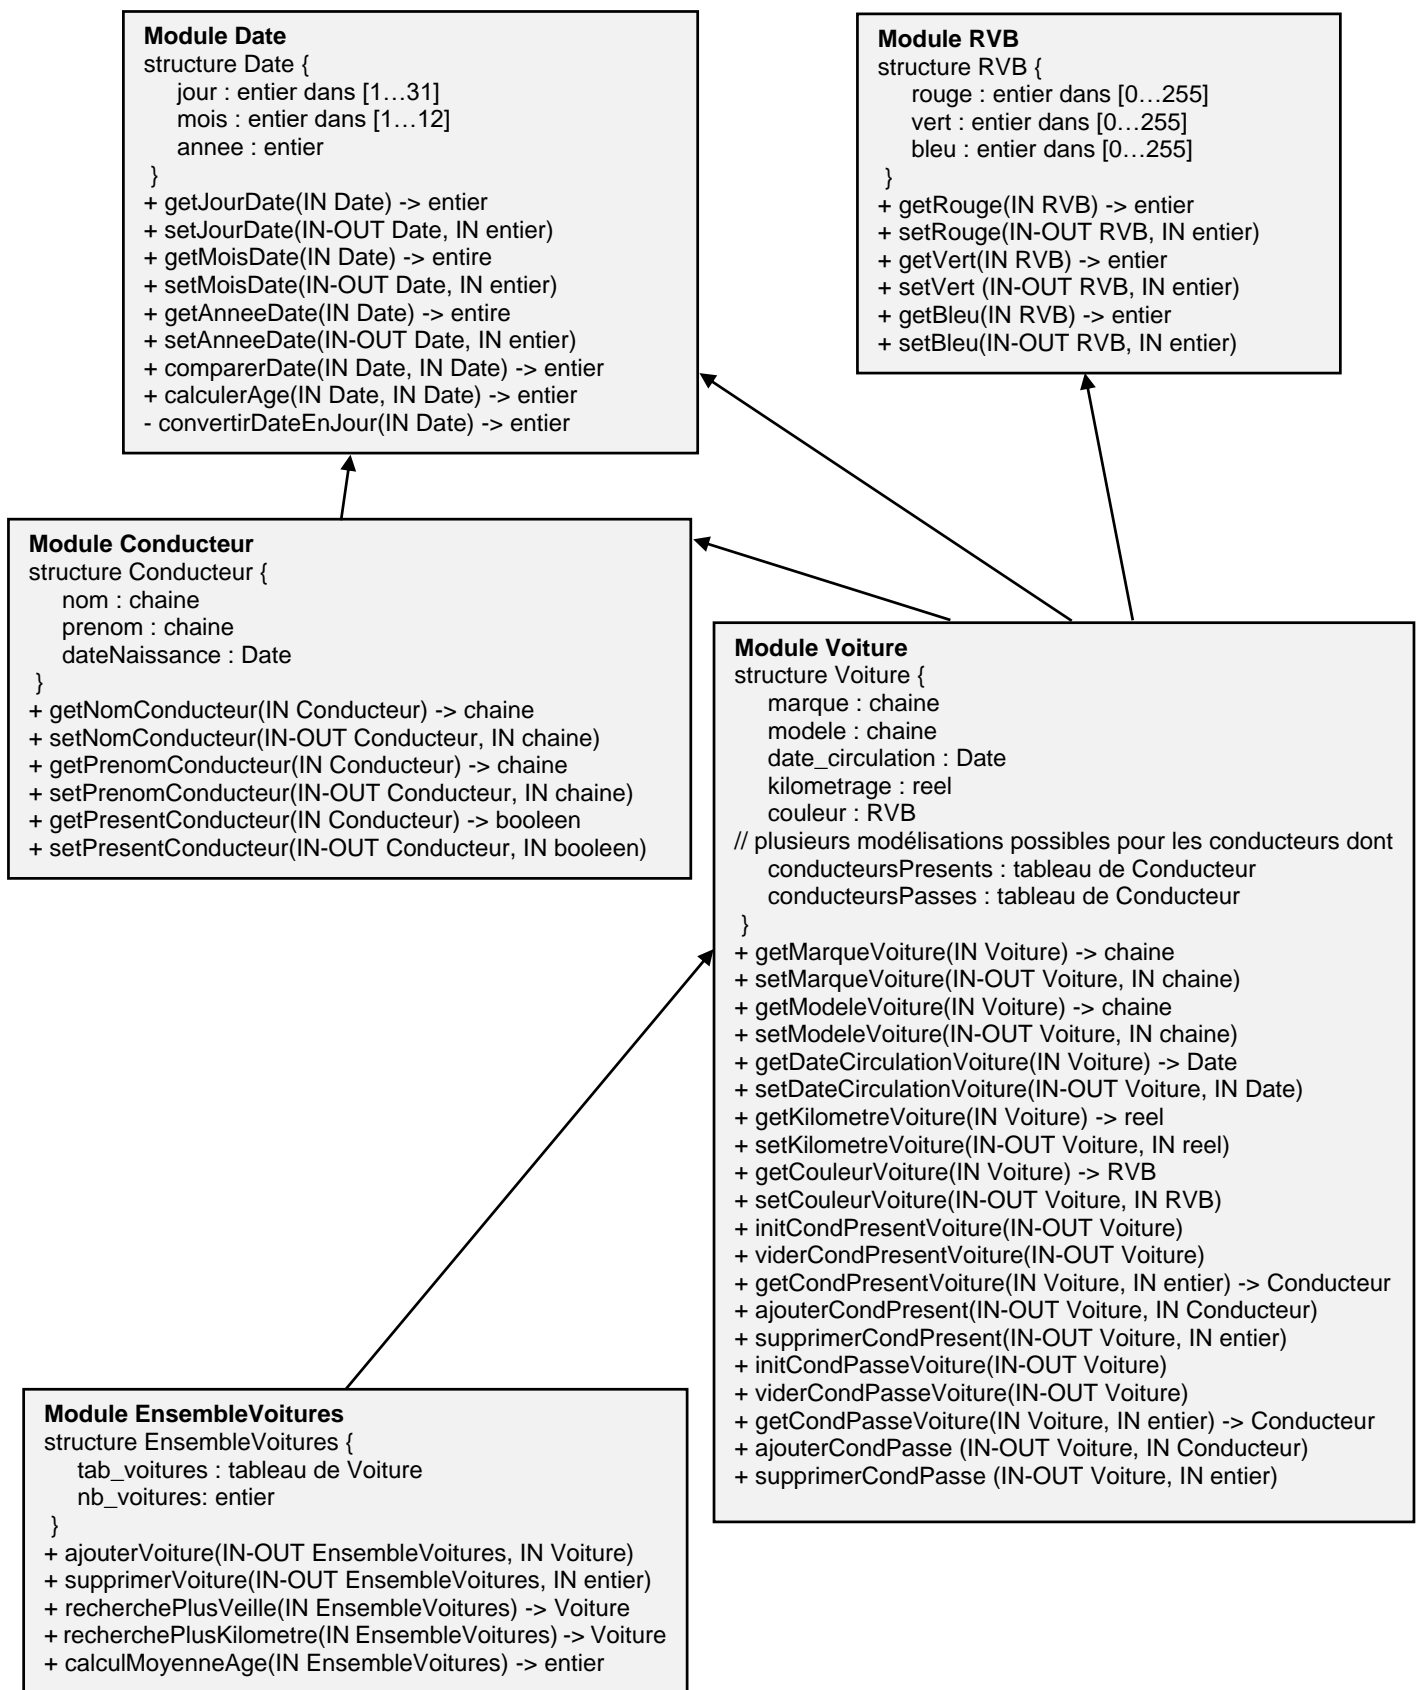 Module Date
structure Date {
jour : entier dans [1…31]
mois : entier dans [1…12]
annee : entier
}
+ getJourDate(IN Date) -> entier
+ setJourDate(IN-OUT Date, IN entier)
+ getMoisDate(IN Date) -> entire
+ setMoisDate(IN-OUT Date, IN entier)
+ getAnneeDate(IN Date) -> entire
+ setAnneeDate(IN-OUT Date, IN entier)
+ comparerDate(IN Date, IN Date) -> entier
+ calculerAge(IN Date, IN Date) -> entier
- convertirDateEnJour(IN Date) -> entier
Module RVB
structure RVB {
rouge : entier dans [0…255]
vert : entier dans [0…255]
bleu : entier dans [0…255]
}
+ getRouge(IN RVB) -> entier
+ setRouge(IN-OUT RVB, IN entier)
+ getVert(IN RVB) -> entier
+ setVert (IN-OUT RVB, IN entier)
+ getBleu(IN RVB) -> entier
+ setBleu(IN-OUT RVB, IN entier)
Module Conducteur
structure Conducteur {
nom : chaine
prenom : chaine
dateNaissance : Date
}
+ getNomConducteur(IN Conducteur) -> chaine
+ setNomConducteur(IN-OUT Conducteur, IN chaine)
+ getPrenomConducteur(IN Conducteur) -> chaine
+ setPrenomConducteur(IN-OUT Conducteur, IN chaine)
+ getPresentConducteur(IN Conducteur) -> booleen
+ setPresentConducteur(IN-OUT Conducteur, IN booleen)
Module Voiture
structure Voiture {
marque : chaine
modele : chaine
date_circulation : Date
kilometrage : reel
couleur : RVB
// plusieurs modélisations possibles pour les conducteurs dont
conducteursPresents : tableau de Conducteur
conducteursPasses : tableau de Conducteur
}
+ getMarqueVoiture(IN Voiture) -> chaine
+ setMarqueVoiture(IN-OUT Voiture, IN chaine)
+ getModeleVoiture(IN Voiture) -> chaine
+ setModeleVoiture(IN-OUT Voiture, IN chaine)
+ getDateCirculationVoiture(IN Voiture) -> Date
+ setDateCirculationVoiture(IN-OUT Voiture, IN Date)
+ getKilometreVoiture(IN Voiture) -> reel
+ setKilometreVoiture(IN-OUT Voiture, IN reel)
+ getCouleurVoiture(IN Voiture) -> RVB
+ setCouleurVoiture(IN-OUT Voiture, IN RVB)
+ initCondPresentVoiture(IN-OUT Voiture)
+ viderCondPresentVoiture(IN-OUT Voiture)
+ getCondPresentVoiture(IN Voiture, IN entier) -> Conducteur
+ ajouterCondPresent(IN-OUT Voiture, IN Conducteur)
+ supprimerCondPresent(IN-OUT Voiture, IN entier)
+ initCondPasseVoiture(IN-OUT Voiture)
+ viderCondPasseVoiture(IN-OUT Voiture)
+ getCondPasseVoiture(IN Voiture, IN entier) -> Conducteur
+ ajouterCondPasse (IN-OUT Voiture, IN Conducteur)
+ supprimerCondPasse (IN-OUT Voiture, IN entier)
Module EnsembleVoitures
structure EnsembleVoitures {
tab_voitures : tableau de Voiture
nb_voitures: entier
}
+ ajouterVoiture(IN-OUT EnsembleVoitures, IN Voiture)
+ supprimerVoiture(IN-OUT EnsembleVoitures, IN entier)
+ recherchePlusVeille(IN EnsembleVoitures) -> Voiture
+ recherchePlusKilometre(IN EnsembleVoitures) -> Voiture
+ calculMoyenneAge(IN EnsembleVoitures) -> entier